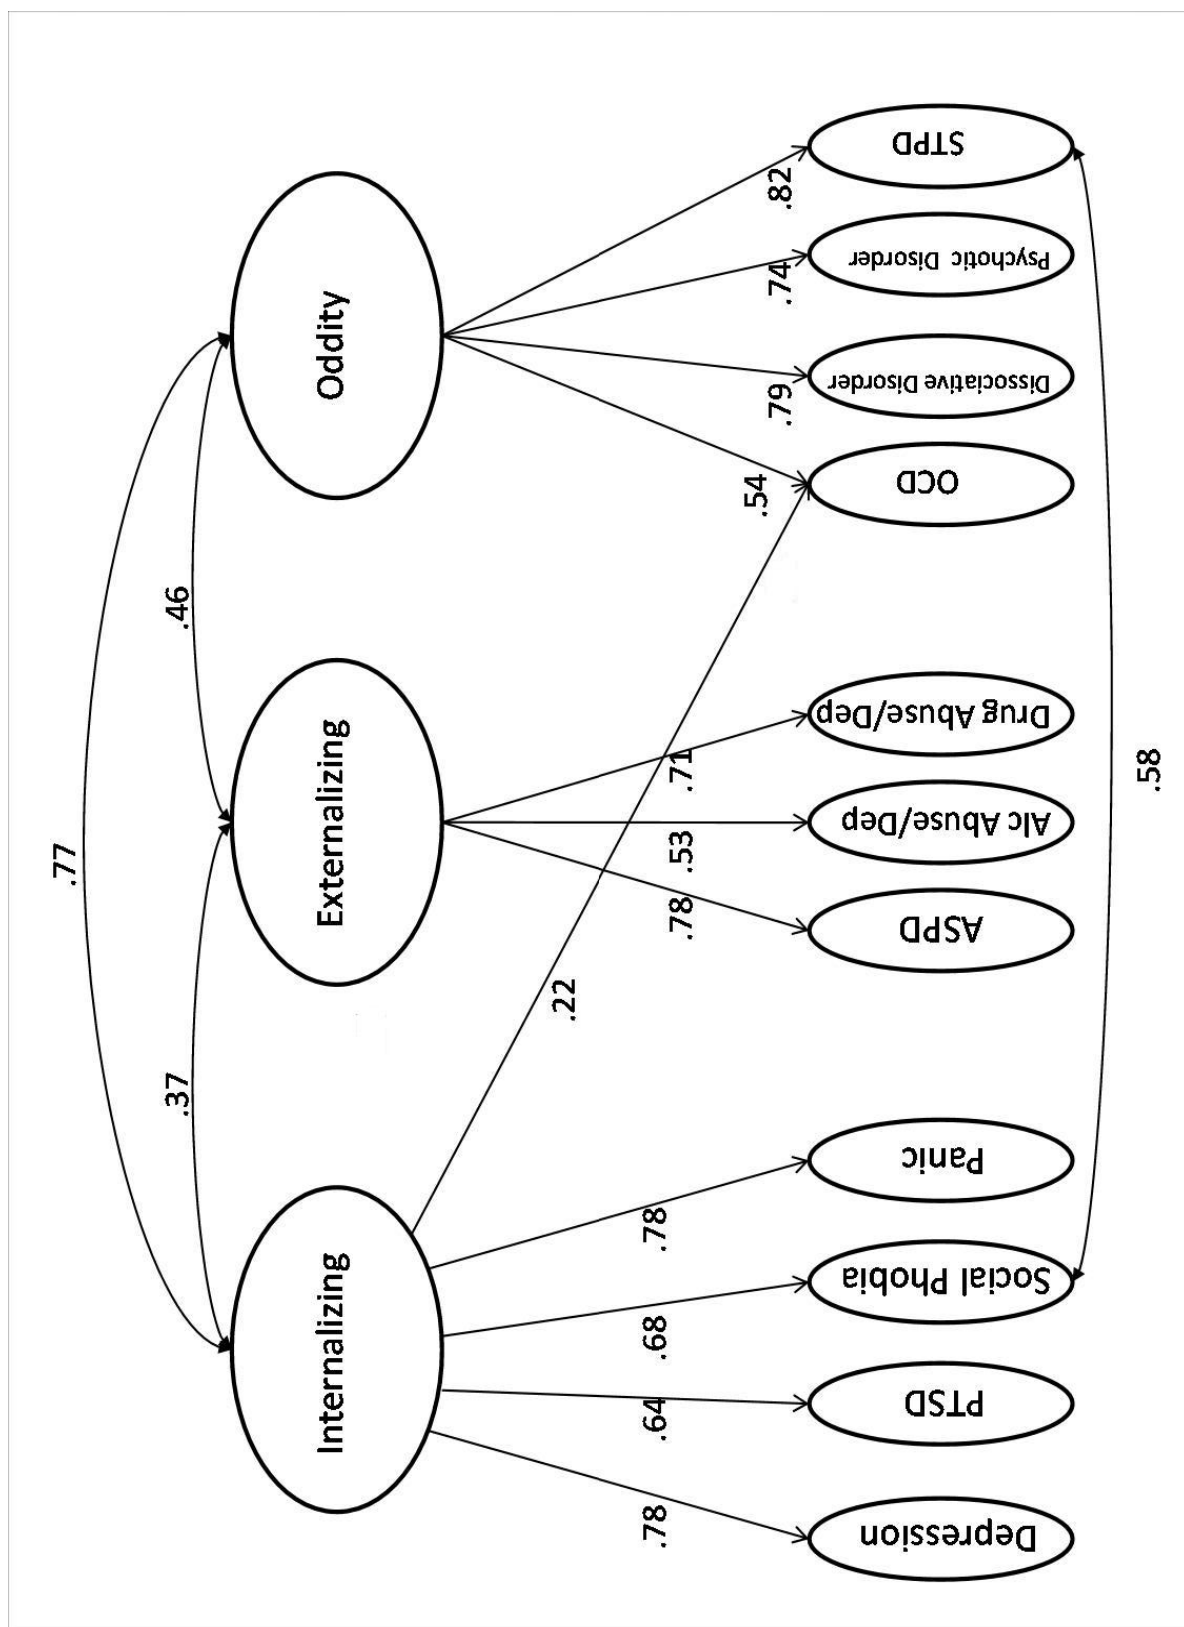 .77
.37
.46
Internalizing
Externalizing
Oddity
.22
.78
.64
.68
.78
.78
.53
.71
.54
.79
.74
.82
Depression
PTSD
Social Phobia
Panic
ASPD
Alc Abuse/Dep
Drug Abuse/Dep
OCD
Dissociative Disorder
Psychotic Disorder
STPD
.58